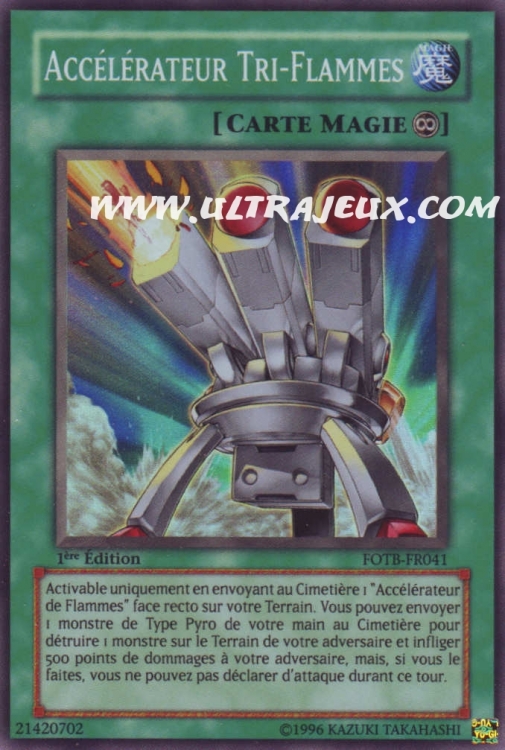 ACCÉLÉRATEUR TRI-FLAMMES
MAGIE
魔
[CARTE MAGIE ]
WWW.ULTRAJEUX.COM
1ère Édition
FOTB-FR041
Activable uniquement en envoyant au Cimetière 1 "Accélérateur
de Flammes" face recto sur votre Terrain. Vous pouvez envoyer
1 monstre de Type Pyro de votre main au Cimetière pour
détruire 1 monstre sur le Terrain de votre adversaire et infliger
500 points de dommages à votre adversaire, mais, si vous le
faites, vous ne pouvez pas déclarer d'attaque durant ce tour.
21420702
©1996 KAZUKI TAKAHASHI